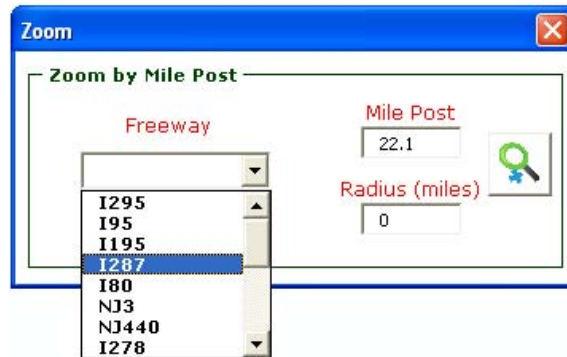 Zoom
Zoom by Mile Post
Freeway
Mile Post
22.1
Radius (miles)
0
I295
I95
I195
I287
I80
NJ3
NJ440
I278